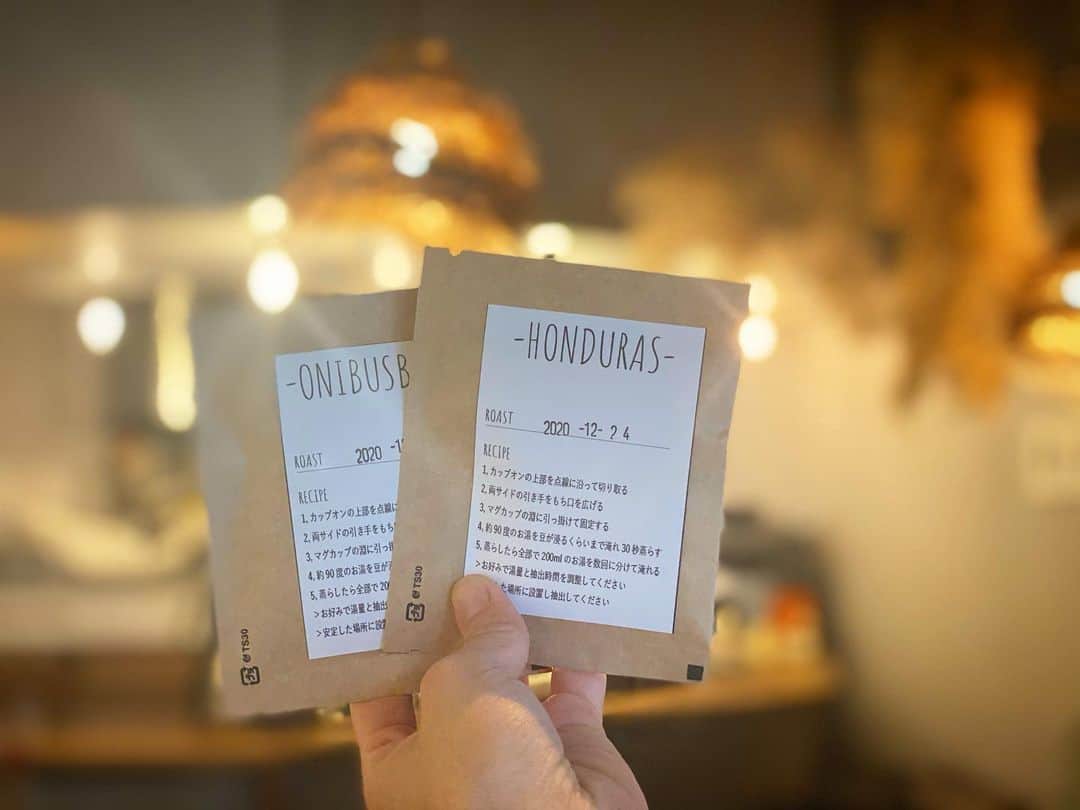 -ONIBUSB
ROAST 2020 -1
RECIPE
1, カップオンの上部を点線に
2, 両サイドの引き手をもち
3, マグカップの淵に引っ掛
4, 約90度のお湯を豆が
5, 蒸らしたら全部で20
>お好みで湯量と抽出
>安定した場所に設置
@TS30
-HONDURAS-
ROAST 2020 -12- 24
RECIPE
1, カップオンの上部を点線に沿って切り取る
2, 両サイドの引き手をもち口を広げる
3, マグカップの淵に引っ掛けて固定する
4, 約90度のお湯を豆が浸るくらいまで淹れ30秒蒸らす
5, 蒸らしたら全部で200mlのお湯を数回に分けて淹れる
>お好みで湯量と抽出時間を調整してください
した場所に設置し抽出してください
@TS30